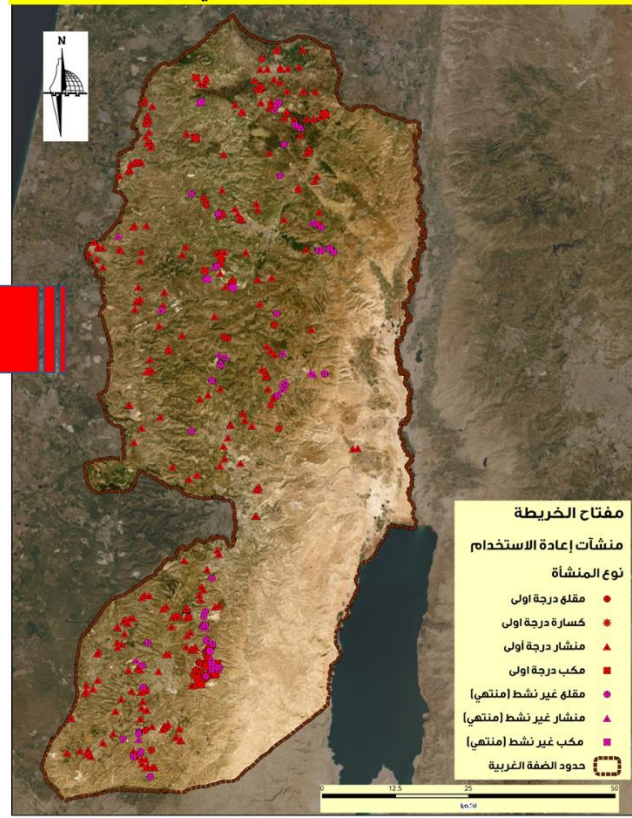 N
مفتاح الخريطة
منشآت إعادة الاستخدام
نوع المنشأة
مقلع درجة اولى
كسارة درجة اولى
منشار درجة أولى
مكب درجة اولى
مقلع غير نشط (منتهي)
منشار غير نشط (منتهي)
مكب غير نشط (منتهي)
حدود الضفة الغربية
0 12.5 25 50